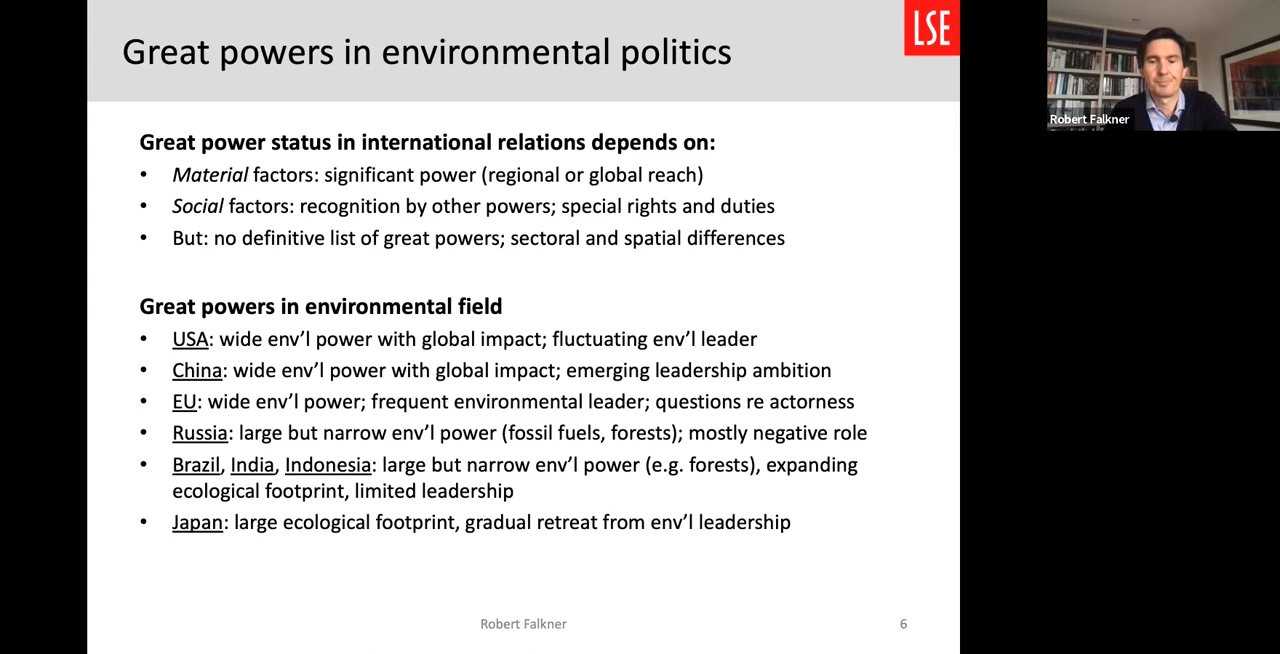 Great powers in environmental politics
LSE
Robert Falkner
Great power status in international relations depends on:
• Material factors: significant power (regional or global reach)
• Social factors: recognition by other powers; special rights and duties
• But: no definitive list of great powers; sectoral and spatial differences
Great powers in environmental field
• USA: wide env’l power with global impact; fluctuating env’l leader
• China: wide env’l power with global impact; emerging leadership ambition
• EU: wide env’l power; frequent environmental leader; questions re actorness
• Russia: large but narrow env’l power (fossil fuels, forests); mostly negative role
• Brazil, India, Indonesia: large but narrow env’l power (e.g. forests), expanding
ecological footprint, limited leadership
• Japan: large ecological footprint, gradual retreat from env’l leadership
Robert Falkner
6